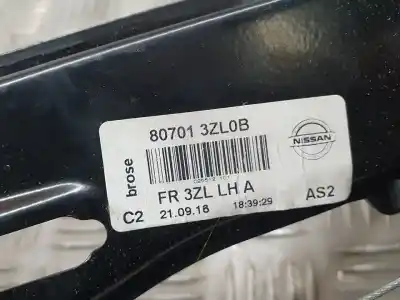 80701 3ZL0B
brose
NISSAN
FR 3ZL LH A
C2 21.09.16 18:39:29 AS2